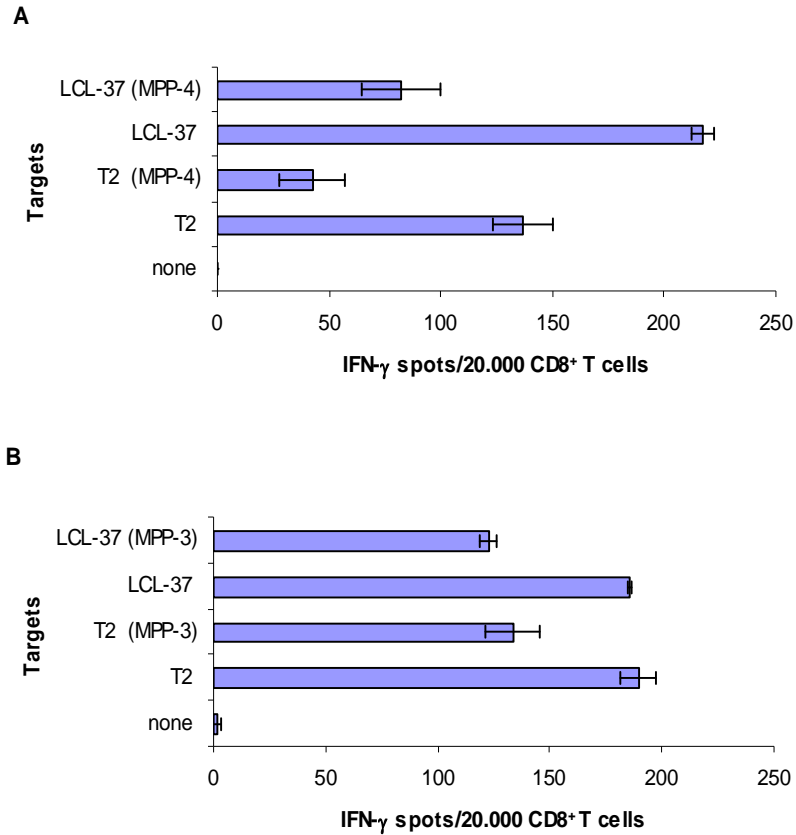 A
Targets
LCL-37 (MPP-4)
LCL-37
T2 (MPP-4)
T2
none
0 50 100 150 200 250
IFN-γ spots/20.000 CD8⁺ T cells
B
Targets
LCL-37 (MPP-3)
LCL-37
T2 (MPP-3)
T2
none
0 50 100 150 200 250
IFN-γ spots/20.000 CD8⁺ T cells